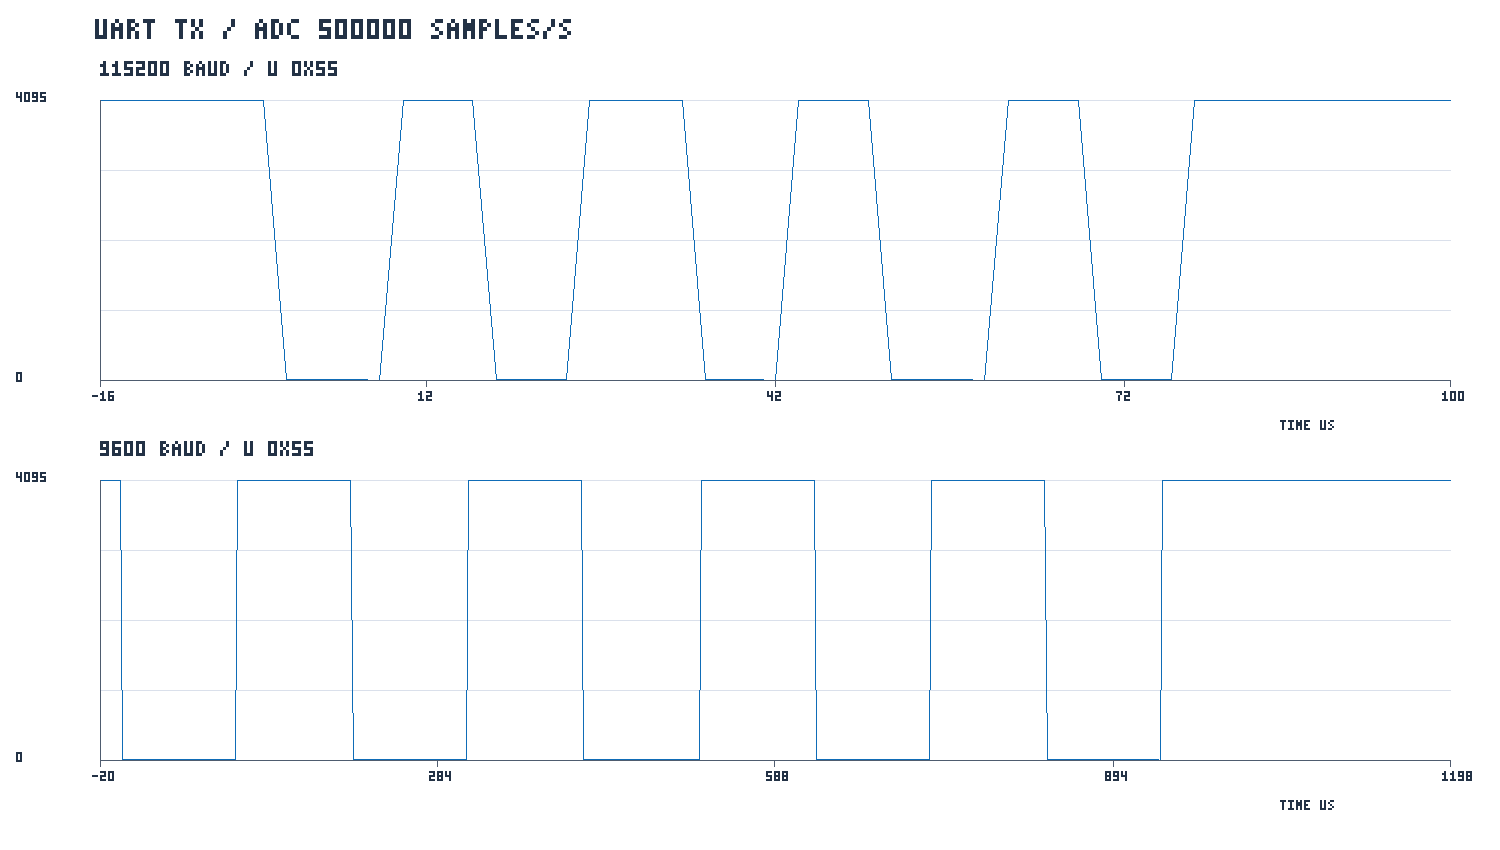 UART TX / ADC 500000 SAMPLES/S
115200 BAUD / U 0X55
4095
0
-16 12 42 72 100
TIME US
9600 BAUD / U 0X55
4095
0
-20 284 588 894 1198
TIME US